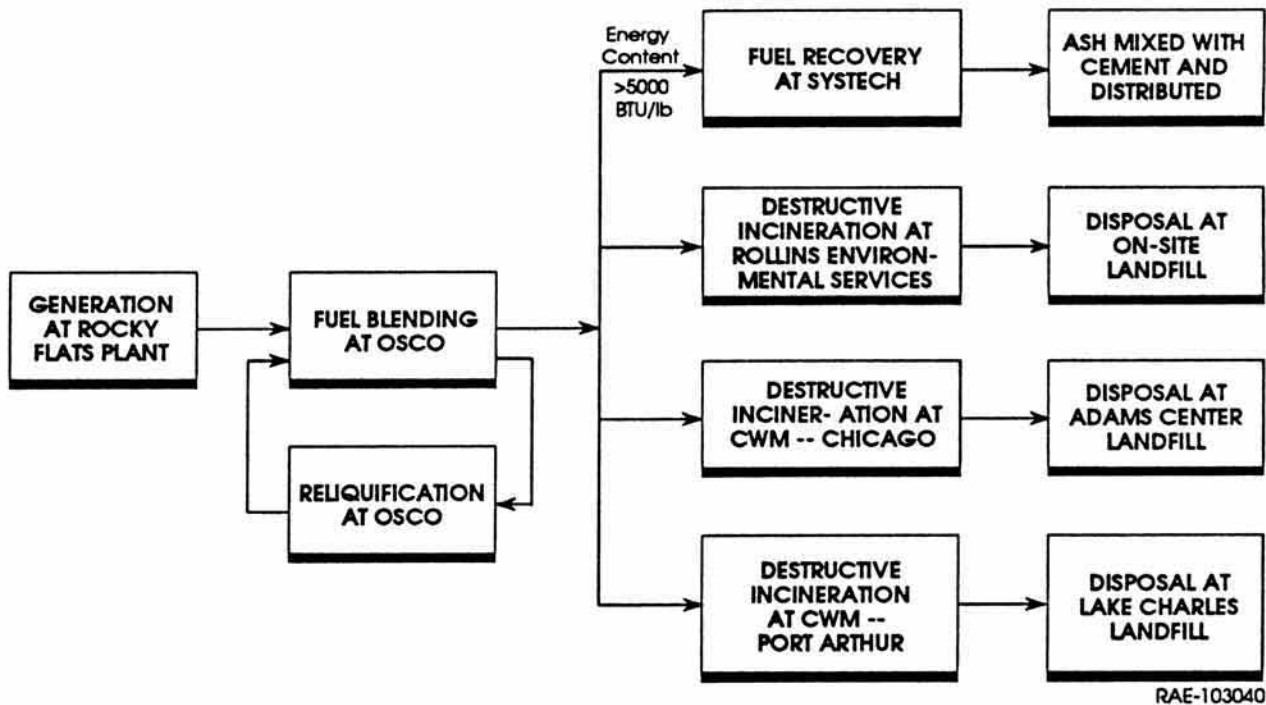 Energy
Content
>5000
BTU/lb
FUEL RECOVERY
AT SYSTECH
ASH MIXED WITH
CEMENT AND
DISTRIBUTED
DESTRUCTIVE
INCINERATION AT
ROLLINS ENVIRON-
MENTAL SERVICES
DISPOSAL AT
ON-SITE
LANDFILL
GENERATION
AT ROCKY
FLATS PLANT
FUEL BLENDING
AT OSCO
DESTRUCTIVE
INCINER- ATION AT
CWM -- CHICAGO
DISPOSAL AT
ADAMS CENTER
LANDFILL
RELIQUIFICATION
AT OSCO
DESTRUCTIVE
INCINERATION
AT CWM --
PORT ARTHUR
DISPOSAL AT
LAKE CHARLES
LANDFILL
RAE-103040